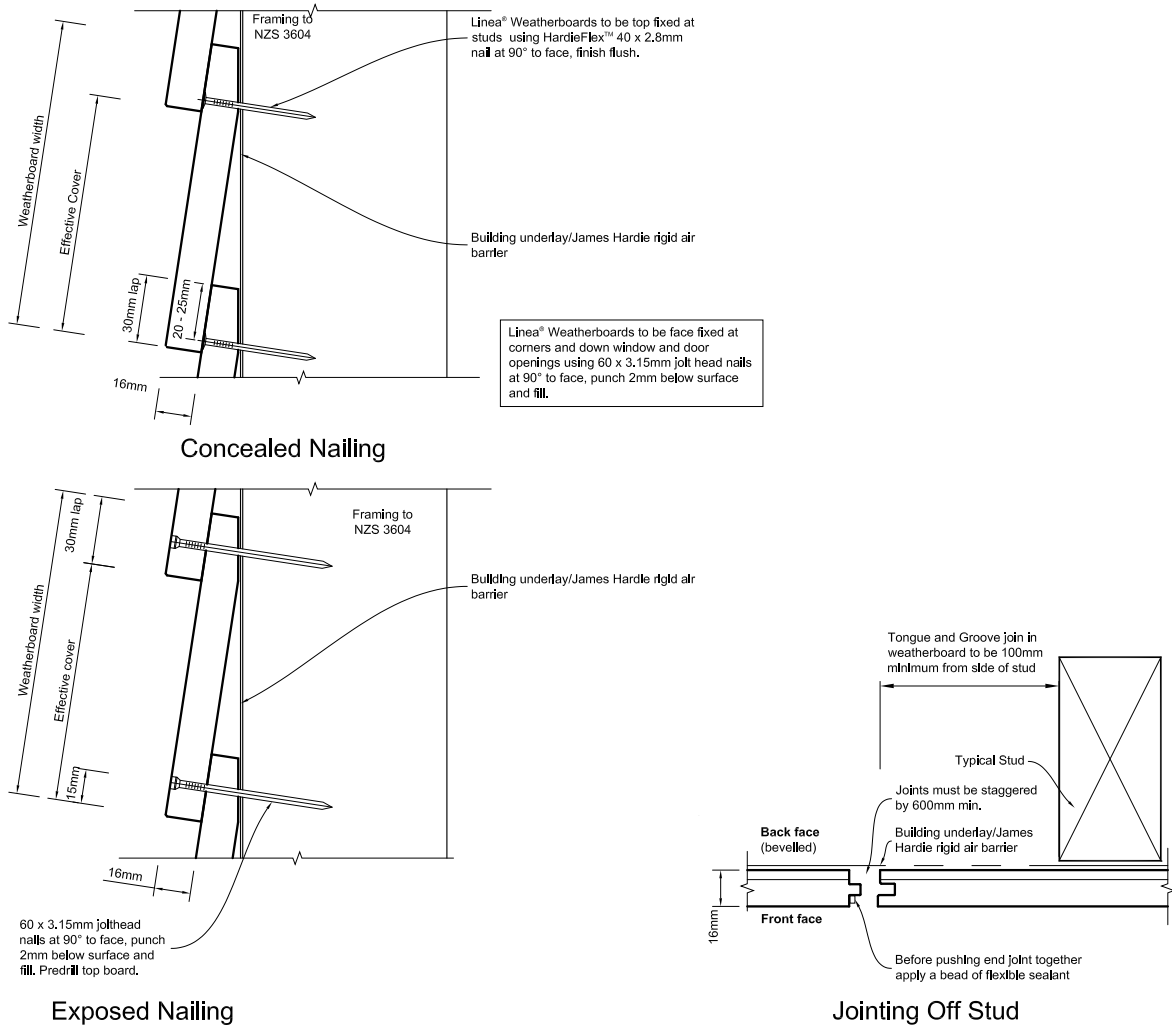 Framing to
NZS 3604
Linea® Weatherboards to be top fixed at
studs using HardieFlex™ 40 x 2.8mm
nail at 90° to face, finish flush.
Weatherboard width
Effective Cover
Building underlay/James Hardie rigid air
barrier
30mm lap
20 - 25mm
16mm
Linea® Weatherboards to be face fixed at
corners and down window and door
openings using 60 x 3.15mm jolt head nails
at 90° to face, punch 2mm below surface
and fill.
Concealed Nailing
30mm lap
Weatherboard width
Effective cover
15mm
16mm
Framing to
NZS 3604
Building underlay/James Hardie rigid air
barrier
60 x 3.15mm jolthead
nails at 90° to face, punch
2mm below surface and
fill. Predrill top board.
Exposed Nailing
Tongue and Groove join in
weatherboard to be 100mm
minimum from side of stud
Typical Stud
Joints must be staggered
by 600mm min.
Back face
(bevelled)
Building underlay/James
Hardie rigid air barrier
16mm
Front face
Before pushing end joint together
apply a bead of flexible sealant
Jointing Off Stud